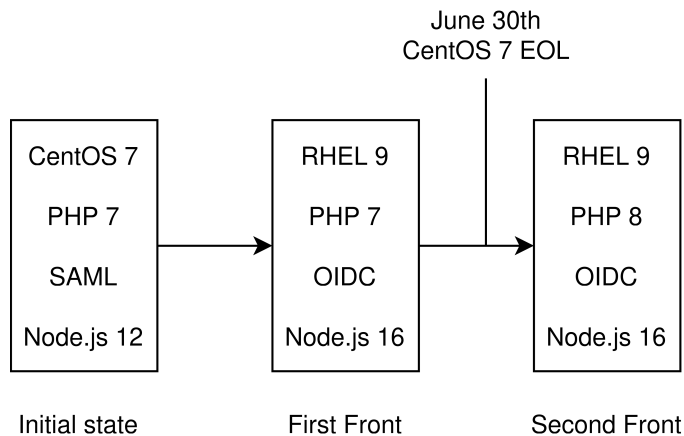 June 30th
CentOS 7 EOL
CentOS 7
PHP 7
SAML
Node.js 12
Initial state
RHEL 9
PHP 7
OIDC
Node.js 16
First Front
RHEL 9
PHP 8
OIDC
Node.js 16
Second Front